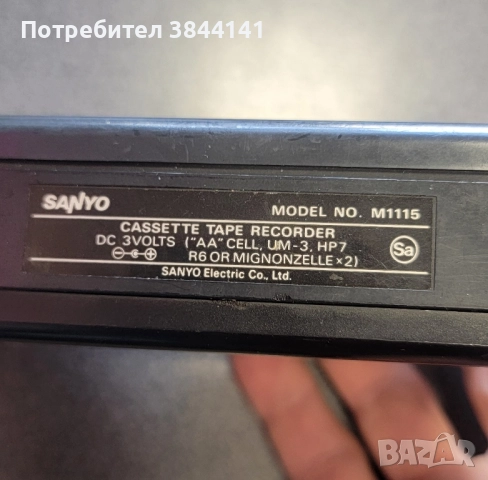 Потребител 3844141
SANYO MODEL NO. M1115
CASSETTE TAPE RECORDER
DC 3VOLTS ("AA" CELL, UM-3, HP7
R6 OR MIGNONZELLE×2)
Sa
SANYO Electric Co., Ltd.
BAZAR